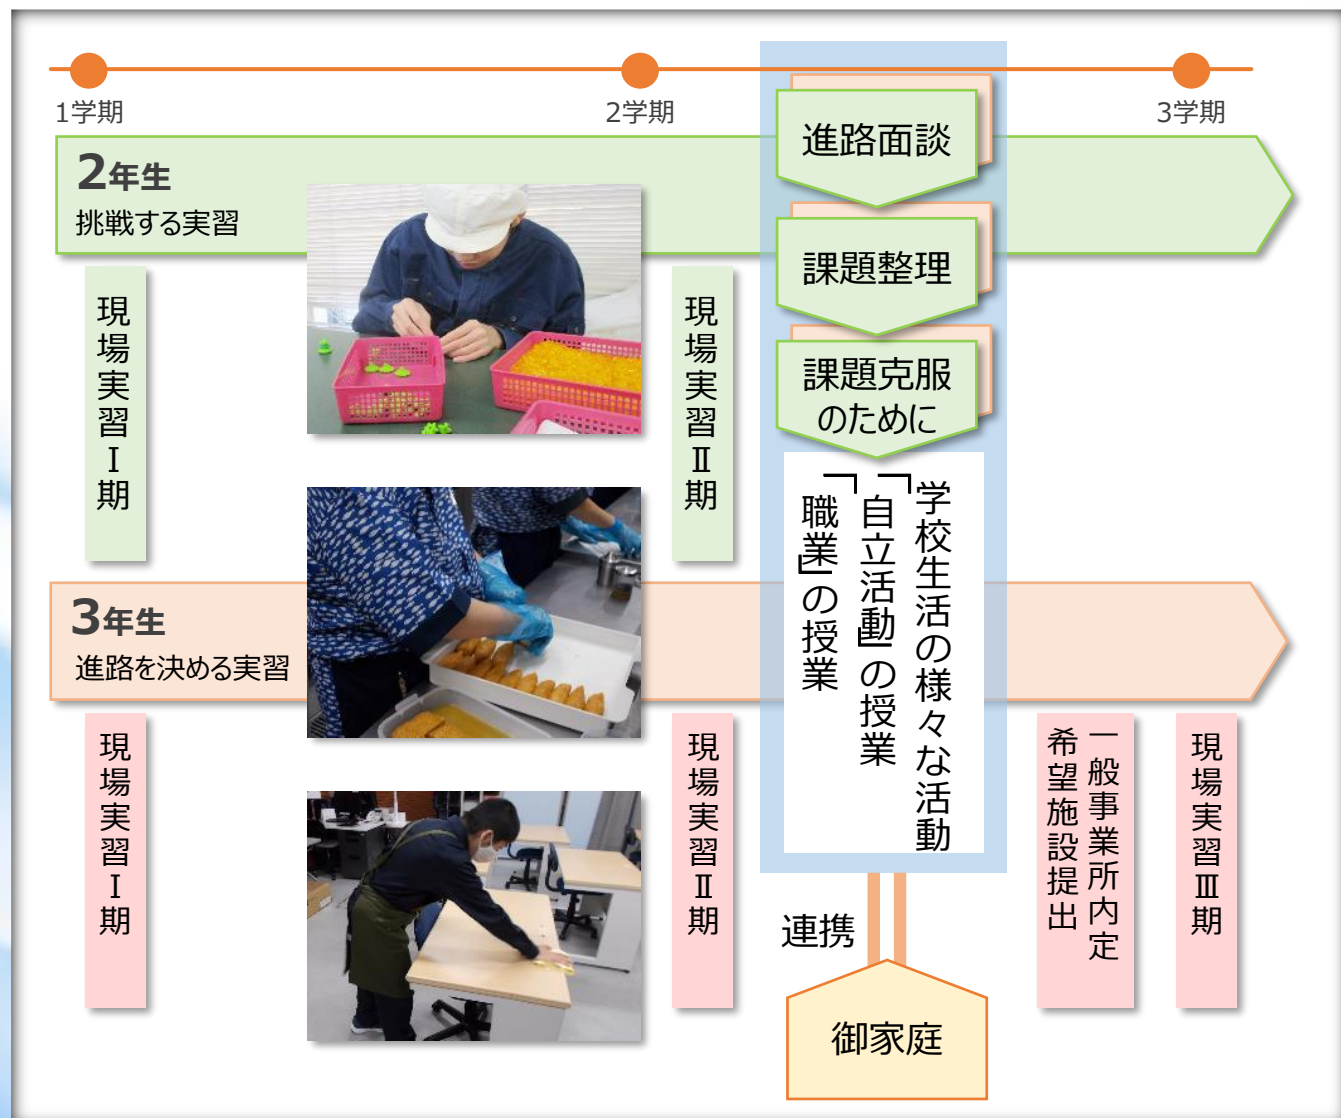 1学期
2学期
3学期
2年生
挑戦する実習
現場実習Ⅰ期
現場実習Ⅱ期
進路面談
課題整理
課題克服
のために
学校生活の様々な活動
「自立活動」の授業
「職業」の授業
3年生
進路を決める実習
現場実習Ⅰ期
現場実習Ⅱ期
一般事業所内定
希望施設提出
現場実習Ⅲ期
連携
御家庭